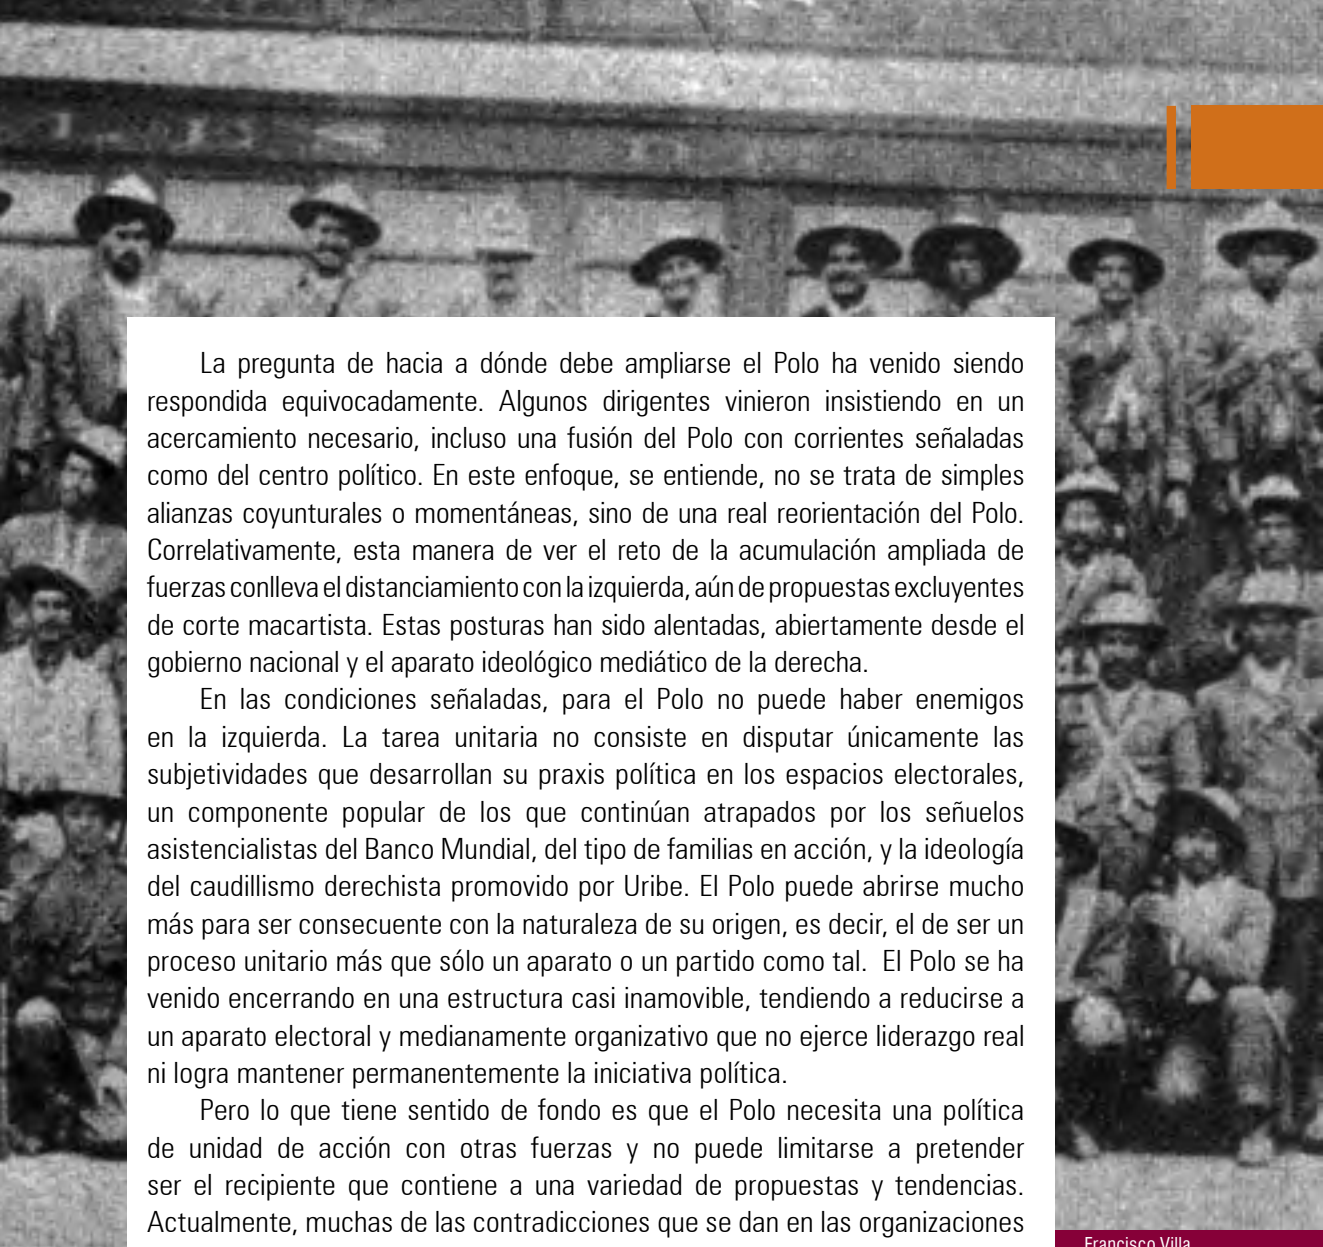 La pregunta de hacia a dónde debe ampliarse el Polo ha venido siendo
respondida equivocadamente. Algunos dirigentes vinieron insistiendo en un
acercamiento necesario, incluso una fusión del Polo con corrientes señaladas
como del centro político. En este enfoque, se entiende, no se trata de simples
alianzas coyunturales o momentáneas, sino de una real reorientación del Polo.
Correlativamente, esta manera de ver el reto de la acumulación ampliada de
fuerzas conlleva el distanciamiento con la izquierda, aún de propuestas excluyentes
de corte macartista. Estas posturas han sido alentadas, abiertamente desde el
gobierno nacional y el aparato ideológico mediático de la derecha.
En las condiciones señaladas, para el Polo no puede haber enemigos
en la izquierda. La tarea unitaria no consiste en disputar únicamente las
subjetividades que desarrollan su praxis política en los espacios electorales,
un componente popular de los que continúan atrapados por los señuelos
asistencialistas del Banco Mundial, del tipo de familias en acción, y la ideología
del caudillismo derechista promovido por Uribe. El Polo puede abrirse mucho
más para ser consecuente con la naturaleza de su origen, es decir, el de ser un
proceso unitario más que sólo un aparato o un partido como tal. El Polo se ha
venido encerrando en una estructura casi inamovible, tendiendo a reducirse a
un aparato electoral y medianamente organizativo que no ejerce liderazgo real
ni logra mantener permanentemente la iniciativa política.
Pero lo que tiene sentido de fondo es que el Polo necesita una política
de unidad de acción con otras fuerzas y no puede limitarse a pretender
ser el recipiente que contiene a una variedad de propuestas y tendencias.
Actualmente, muchas de las contradicciones que se dan en las organizaciones
Francisco Villa